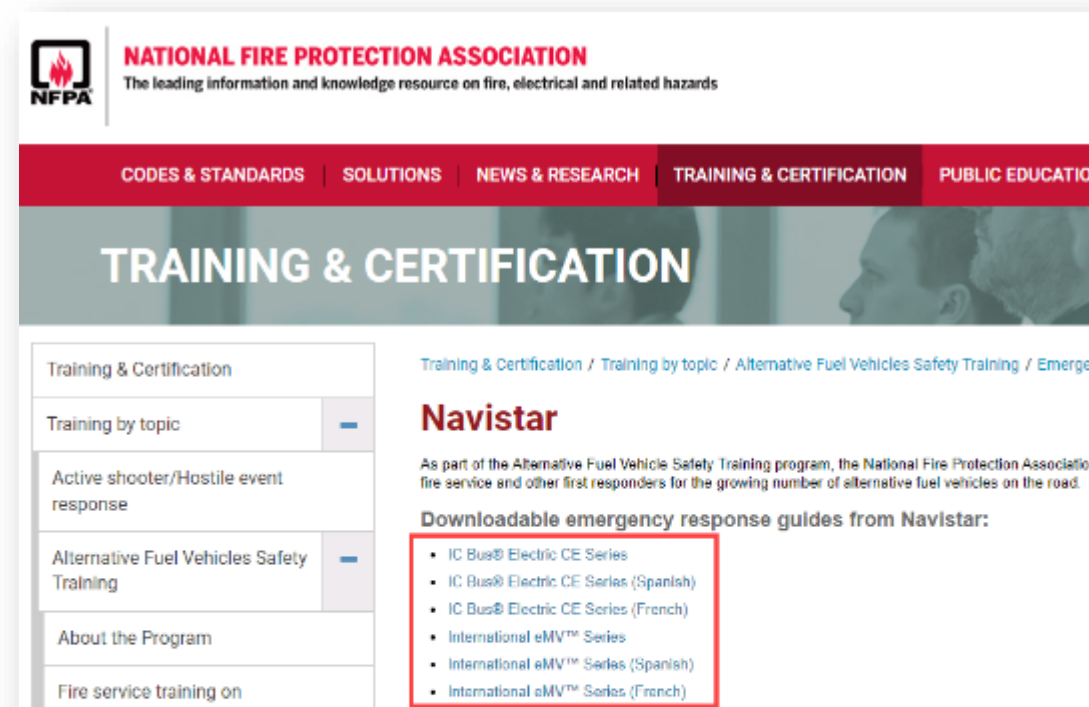 NFPA
NATIONAL FIRE PROTECTION ASSOCIATION
The leading information and knowledge resource on fire, electrical and related hazards
CODES & STANDARDS SOLUTIONS NEWS & RESEARCH TRAINING & CERTIFICATION PUBLIC EDUCATIO
TRAINING & CERTIFICATION
Training & Certification
Training by topic
Active shooter/Hostile event
response
Alternative Fuel Vehicles Safety
Training
About the Program
Fire service training on
Training & Certification / Training by topic / Alternative Fuel Vehicles Safety Training / Emerge
Navistar
As part of the Alternative Fuel Vehicle Safety Training program, the National Fire Protection Associatio
fire service and other first responders for the growing number of alternative fuel vehicles on the road.
Downloadable emergency response guides from Navistar:
• IC Bus® Electric CE Series
• IC Bus® Electric CE Series (Spanish)
• IC Bus® Electric CE Series (French)
• International eMV™ Series
• International eMV™ Series (Spanish)
• International eMV™ Series (French)